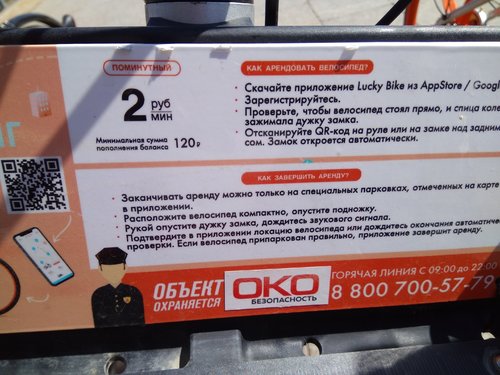 ПОМИНУТНЫЙ
2 руб
мин
Минимальная сумма
пополнения баланса 120₽
КАК АРЕНДОВАТЬ ВЕЛОСИПЕД?
• Скачайте приложение Lucky Bike из AppStore / Googl
• Зарегистрируйтесь.
• Проверьте, чтобы велосипед стоял прямо, и спица коле
зажимала дужку замка.
• Отсканируйте QR-код на руле или на замке над задни
сом. Замок откроется автоматически.
КАК ЗАВЕРШИТЬ АРЕНДУ?
• Заканчивать аренду можно только на специальных парковках, отмеченных на карте
в приложении.
• Расположите велосипед компактно, опустите подножку.
• Рукой опустите дужку замка, дождитесь звукового сигнала.
• Подтвердите в приложении локацию велосипеда или дождитесь окончания автоматиче
проверки. Если велосипед припаркован правильно, приложение завершит аренду.
ОБЪЕКТ
ОХРАНЯЕТСЯ
ОКО
БЕЗОПАСНОСТЬ
ГОРЯЧАЯ ЛИНИЯ С 09:00 до 22:00
8 800 700-57-79